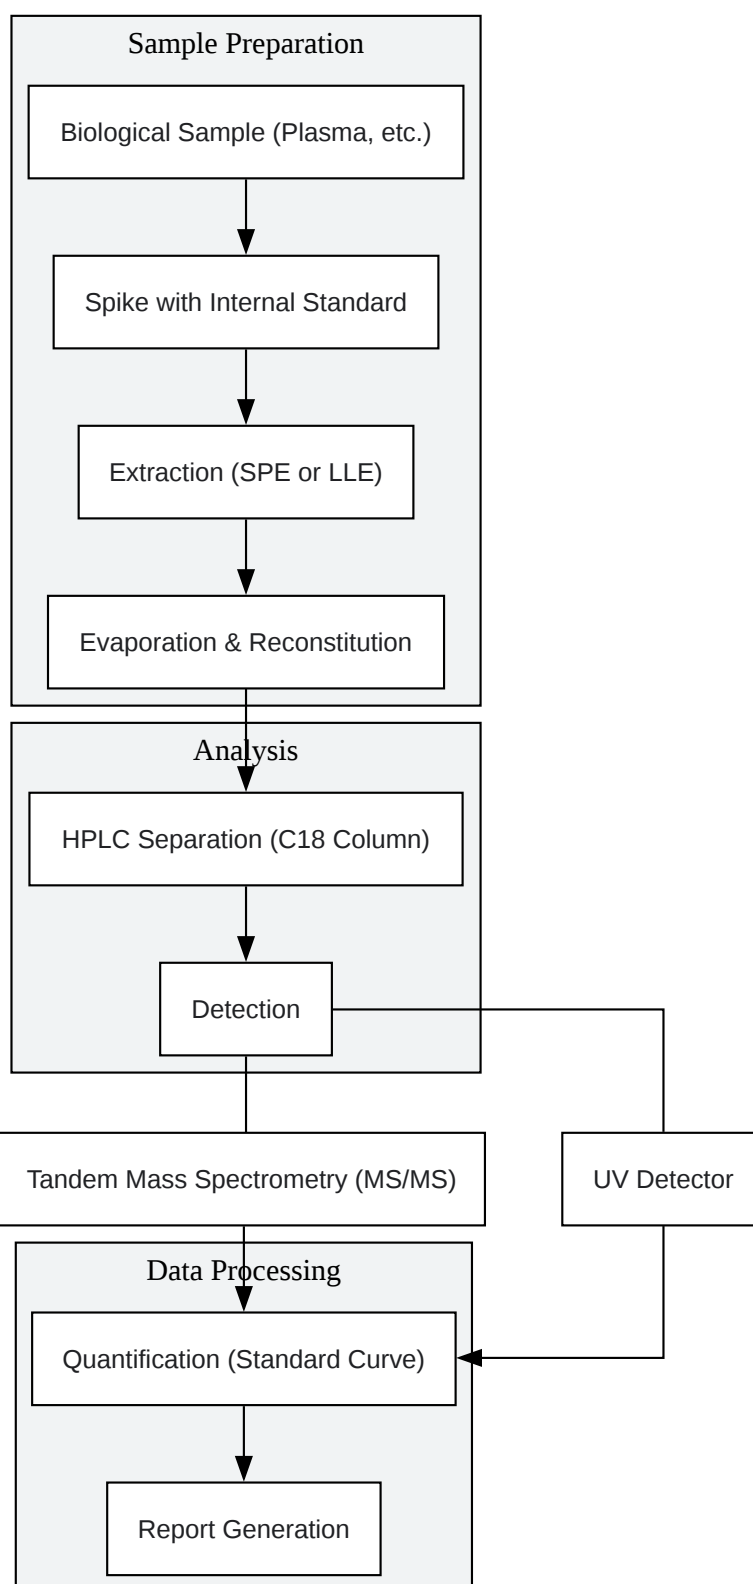 Sample Preparation
Biological Sample (Plasma, etc.)
Spike with Internal Standard
Extraction (SPE or LLE)
Evaporation & Reconstitution
Analysis
HPLC Separation (C18 Column)
Detection
Tandem Mass Spectrometry (MS/MS)
UV Detector
Data Processing
Quantification (Standard Curve)
Report Generation